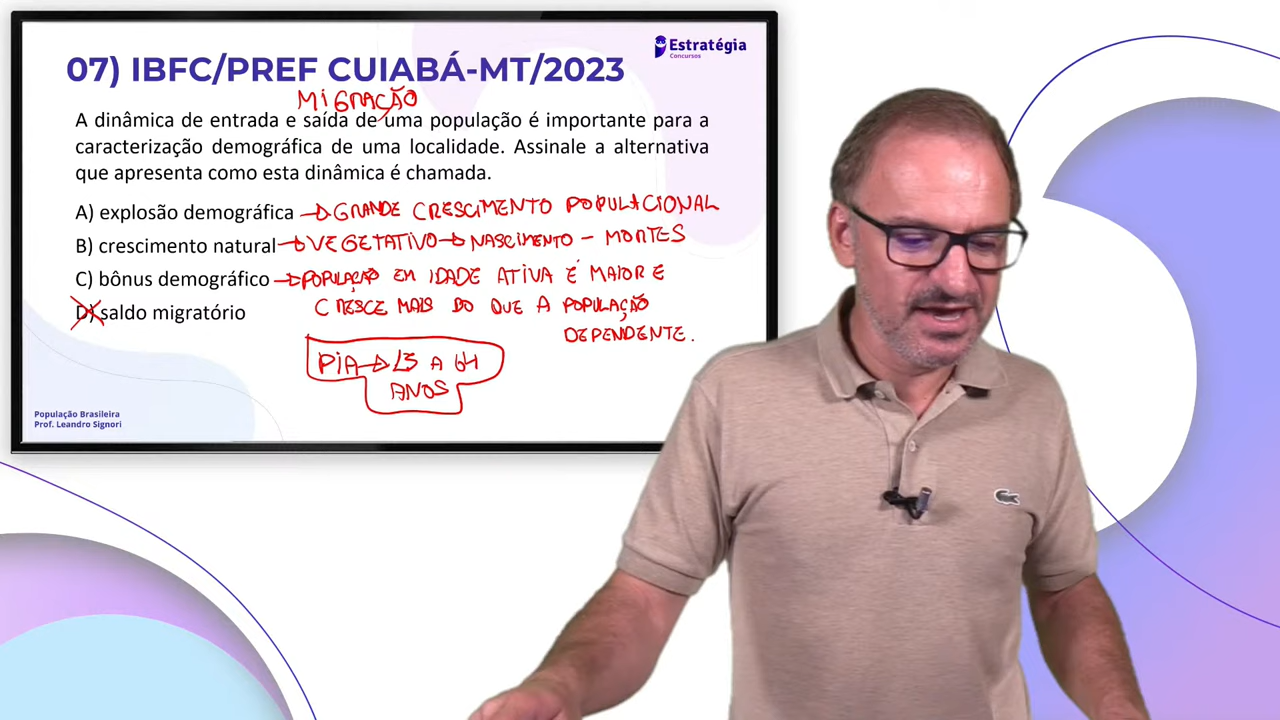 Estratégia
Concursos
07) IBFC/PREF CUIABÁ-MT/2023
MIGRAÇÃO
A dinâmica de entrada e saída de uma população é importante para a
caracterização demográfica de uma localidade. Assinale a alternativa
que apresenta como esta dinâmica é chamada.
A) explosão demográfica → GRANDE CRESCIMENTO POPULACIONAL
B) crescimento natural → VEGETATIVO → NASCIMENTO - MORTES
C) bônus demográfico → POPULAÇÃO EM IDADE ATIVA É MAIOR E
CRESCE MAIS DO QUE A POPULAÇÃO
D) saldo migratório
DEPENDENTE.
PIA → 15 A 64
ANOS
População Brasileira
Prof. Leandro Signori